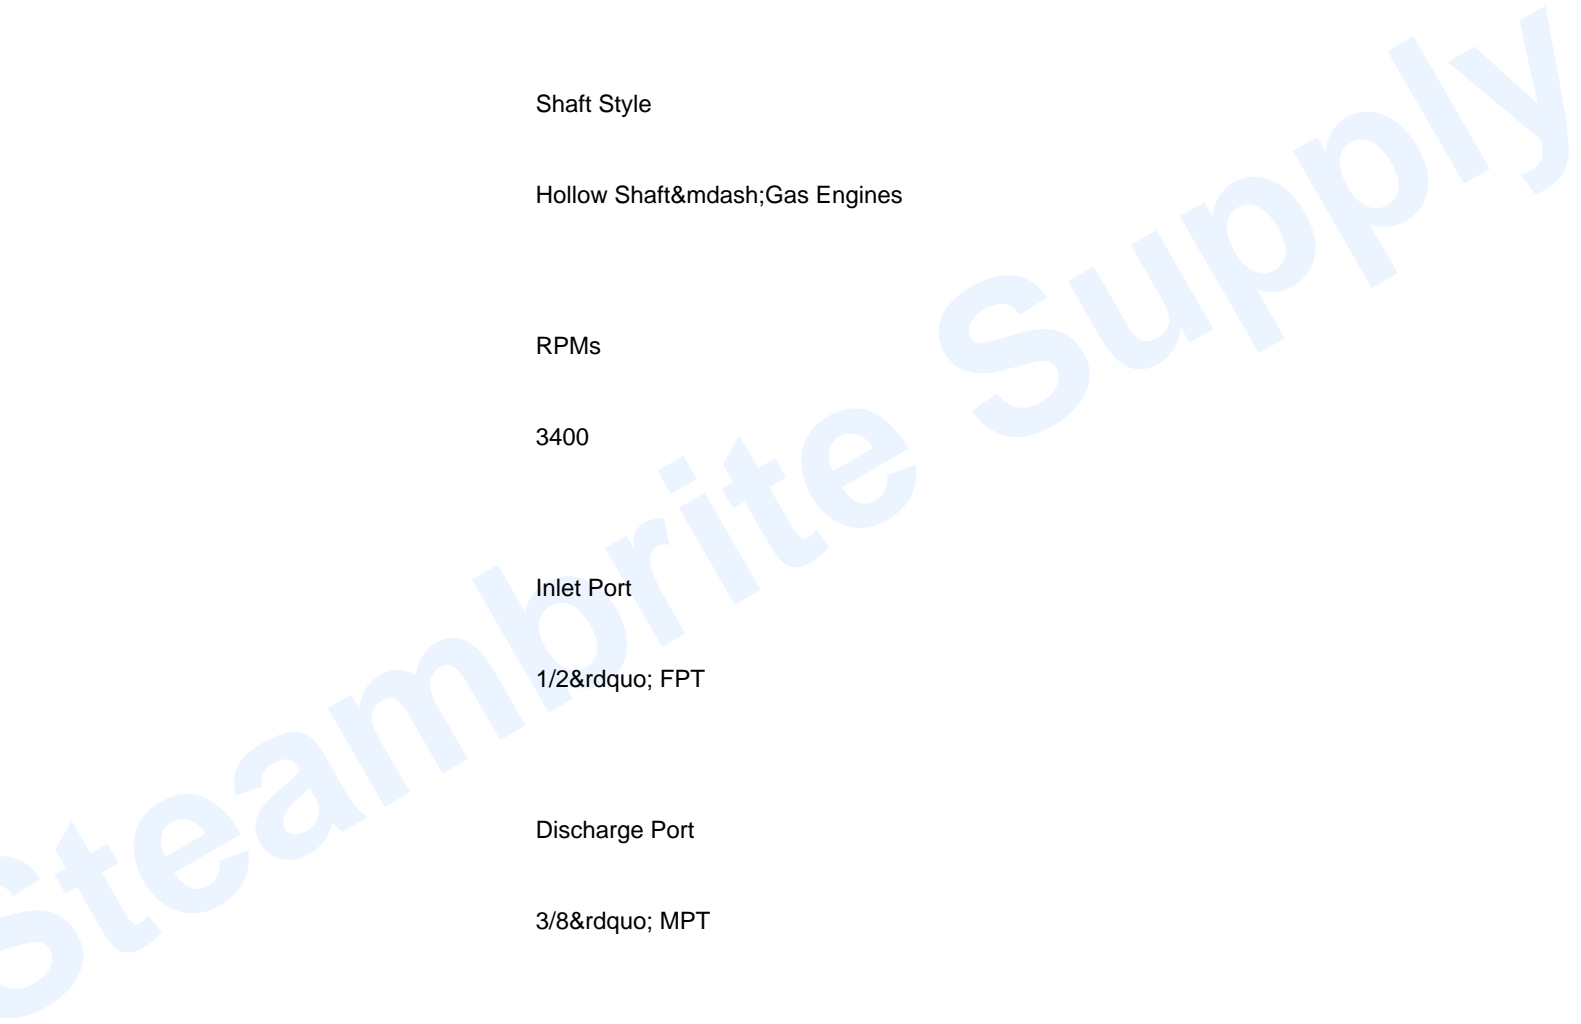 Shaft Style
Hollow Shaft&mdash;Gas Engines
RPMs
3400
Inlet Port
1/2&rdquo; FPT
Discharge Port
3/8&rdquo; MPT
Steambrite Supply